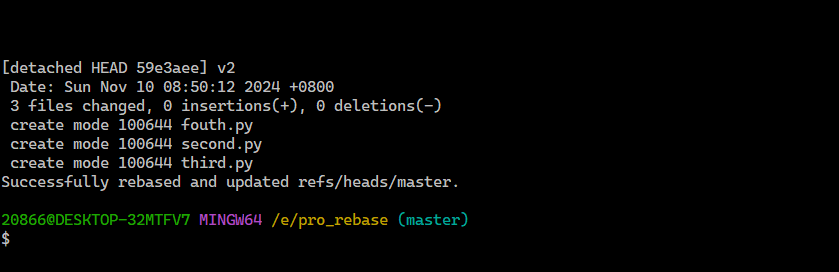 [detached HEAD 59e3aee] v2
 Date: Sun Nov 10 08:50:12 2024 +0800
 3 files changed, 0 insertions(+), 0 deletions(-)
 create mode 100644 fouth.py
 create mode 100644 second.py
 create mode 100644 third.py
Successfully rebased and updated refs/heads/master.
20866@DESKTOP-32MTFV7 MINGW64 /e/pro_rebase (master)
$